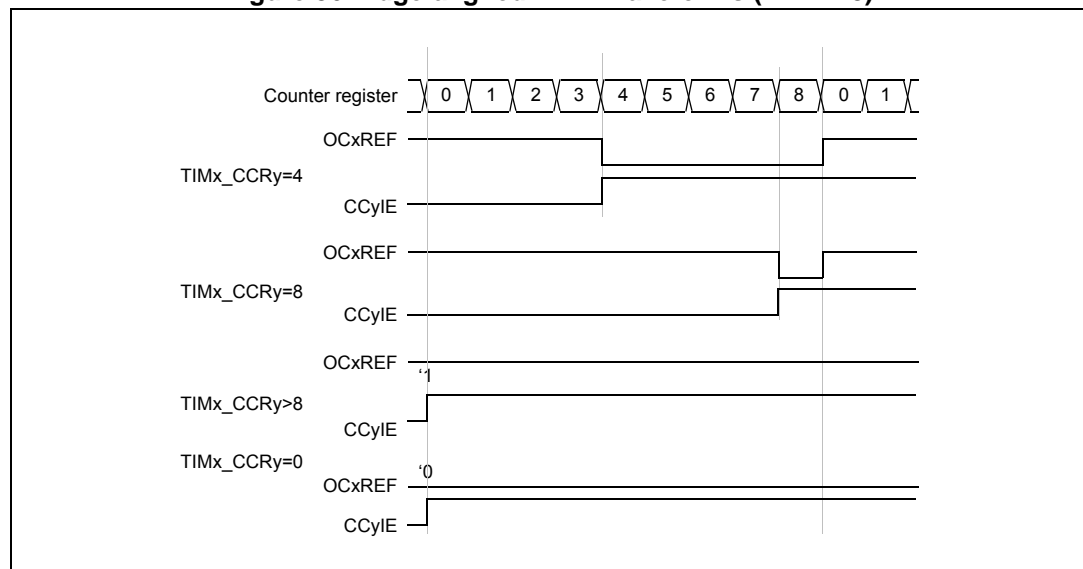 Counter register 0 1 2 3 4 5 6 7 8 0 1
OCxREF
TIMx_CCRy=4
CCyIE
OCxREF
TIMx_CCRy=8
CCyIE
OCxREF
‘1
TIMx_CCRy>8
CCyIE
TIMx_CCRy=0
‘0
OCxREF
CCyIE